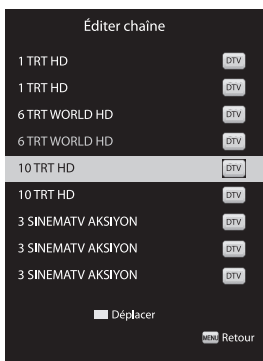 Éditer chaîne
1 TRT HD DTV
1 TRT HD DTV
6 TRT WORLD HD DTV
6 TRT WORLD HD DTV
10 TRT HD DTV
10 TRT HD DTV
3 SINEMATV AKSIYON DTV
3 SINEMATV AKSIYON DTV
3 SINEMATV AKSIYON DTV
Déplacer
MENU Retour